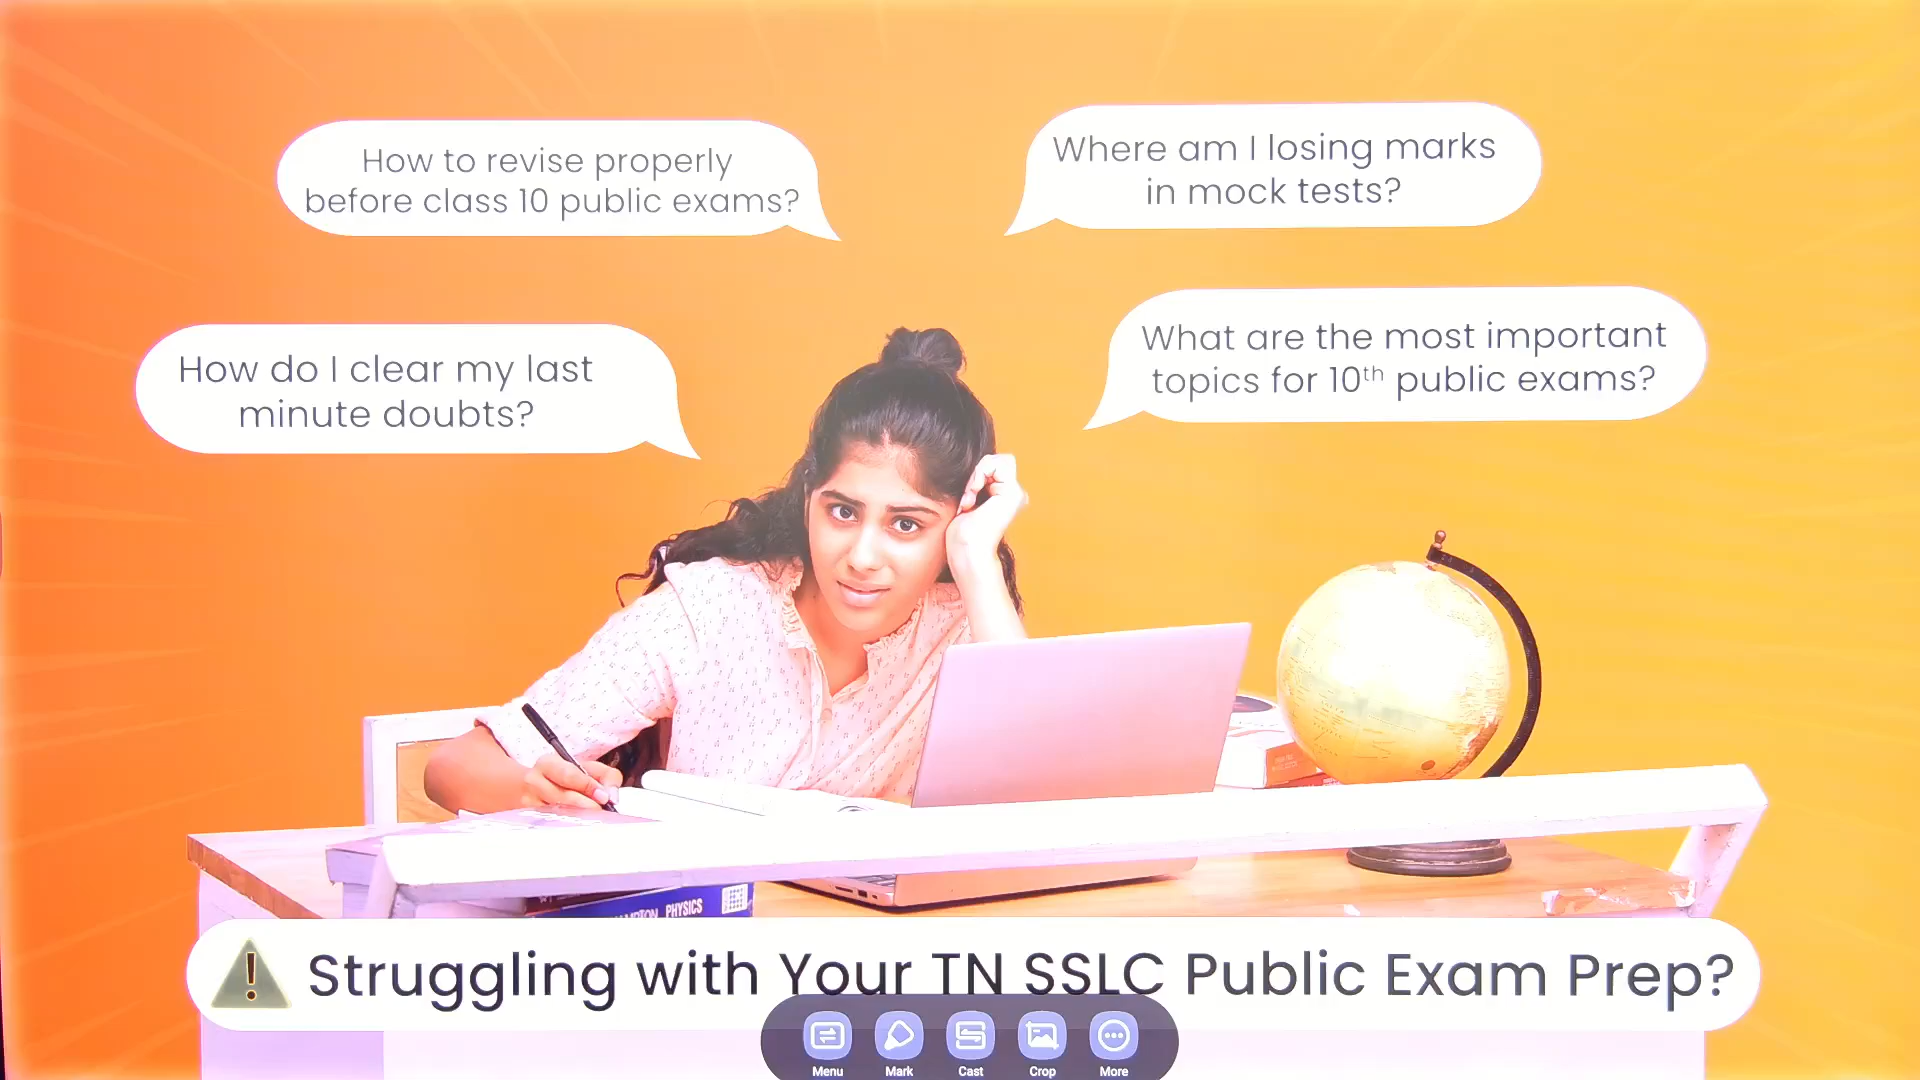 How to revise properly
before class 10 public exams?
Where am I losing marks
in mock tests?
How do I clear my last
minute doubts?
What are the most important
topics for 10th public exams?
PHYSICS
Struggling with Your TN SSLC Public Exam Prep?
Menu
Mark
Cast
Crop
More